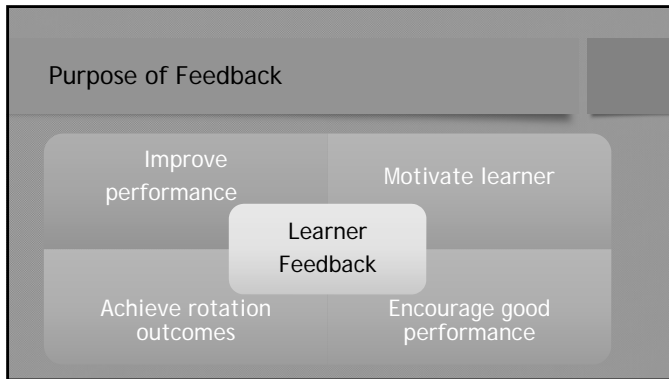 Purpose of Feedback
Improve
performance
Motivate learner
Learner
Feedback
Achieve rotation
outcomes
Encourage good
performance